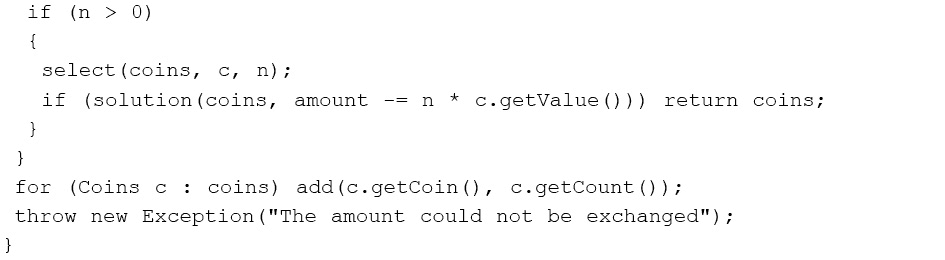 if (n > 0)
{
select(coins, c, n);
if (solution(coins, amount -= n * c.getValue())) return coins;
}
}
for (Coins c : coins) add(c.getCoin(), c.getCount());
throw new Exception("The amount could not be exchanged");
}